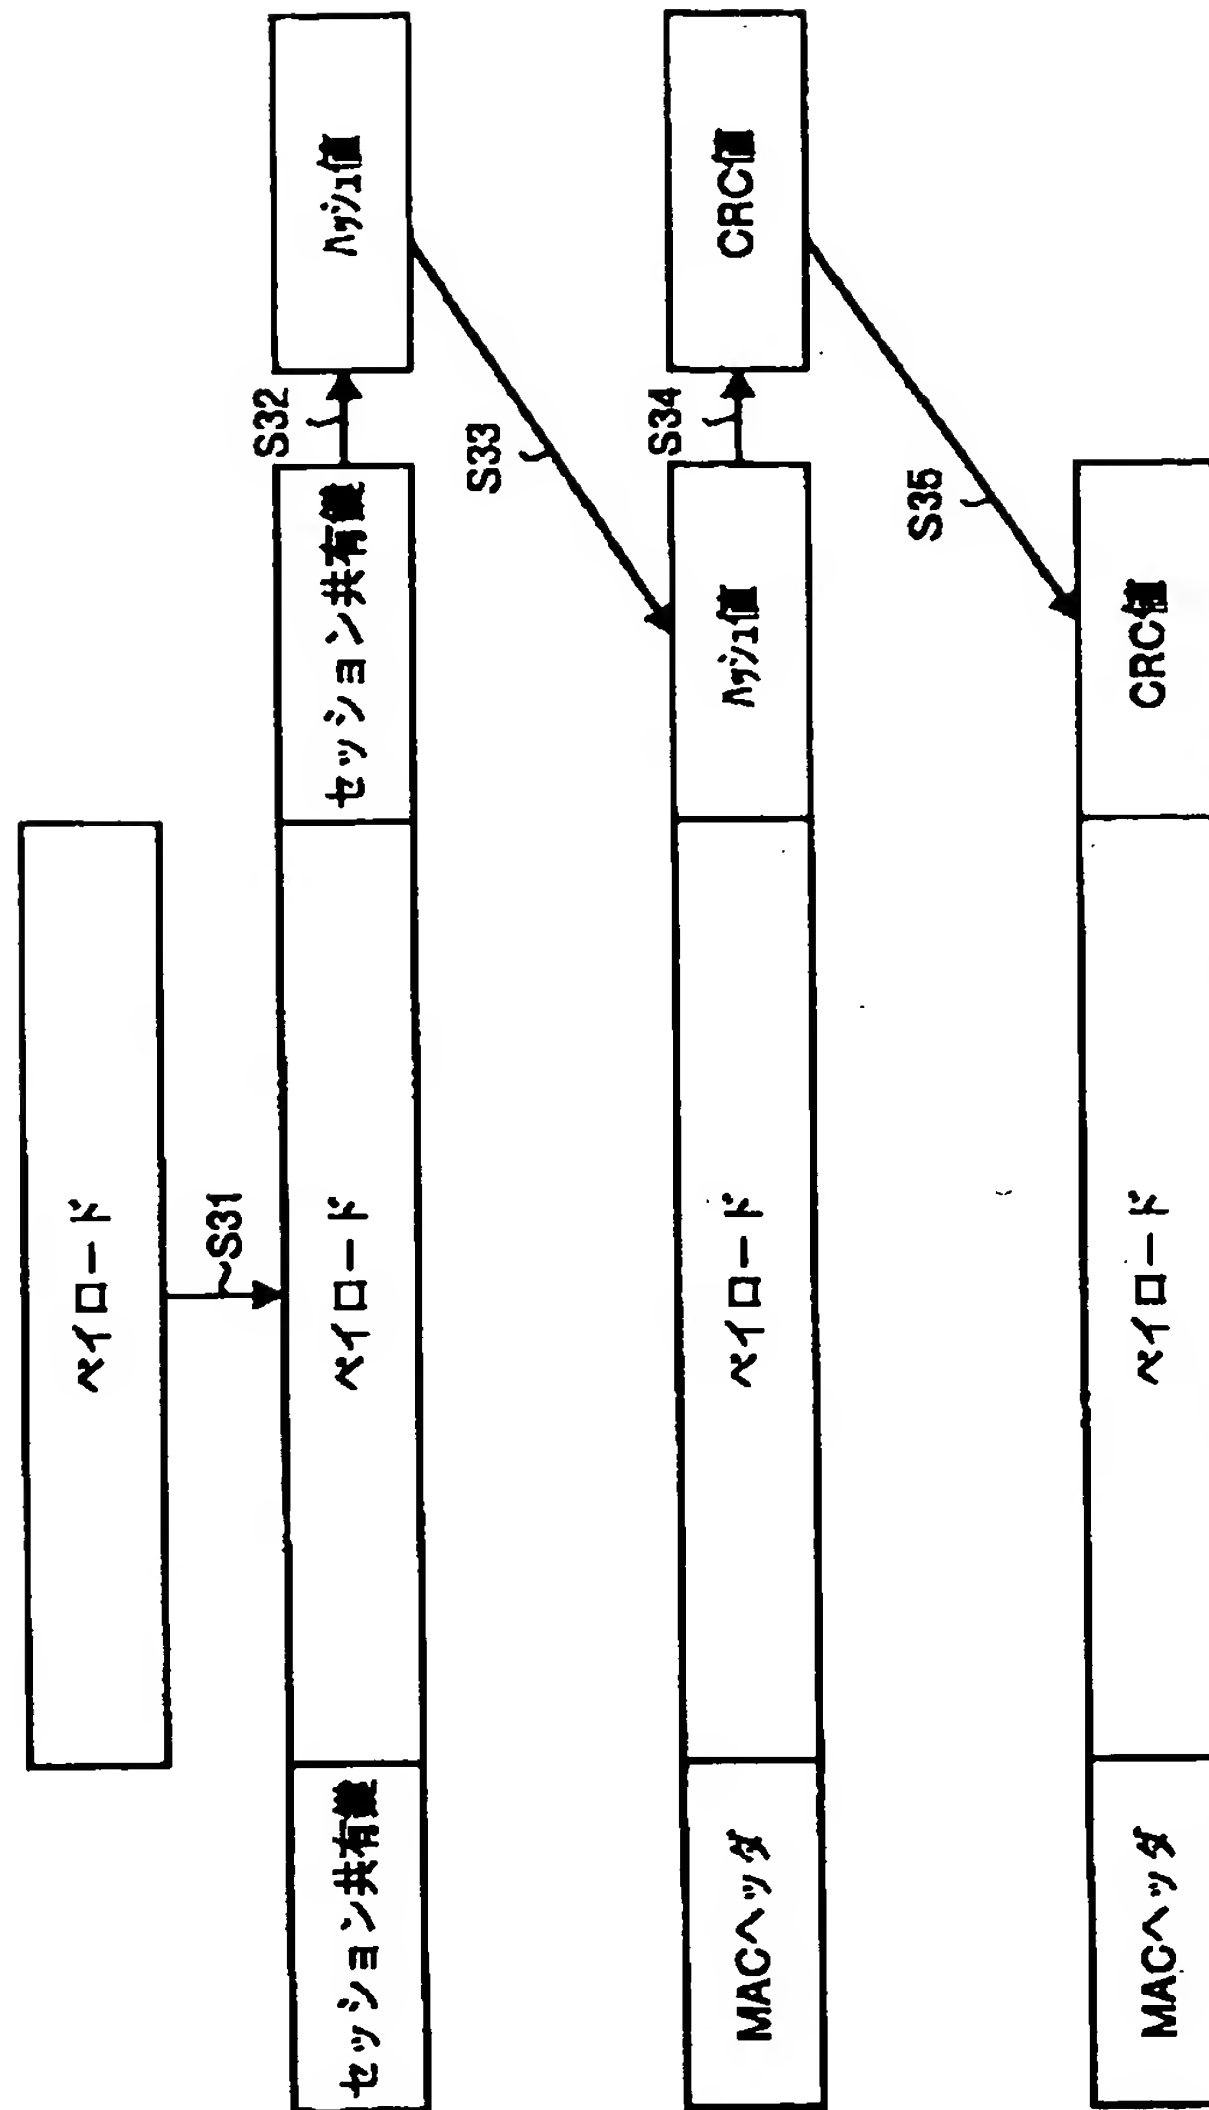 ペイロード
S31
セッション共有鍵
ペイロード
セッション共有鍵
S32
ハッシュ値
S33
MACヘッダ
ペイロード
ハッシュ値
S34
CRC値
S35
MACヘッダ
ペイロード
CRC値